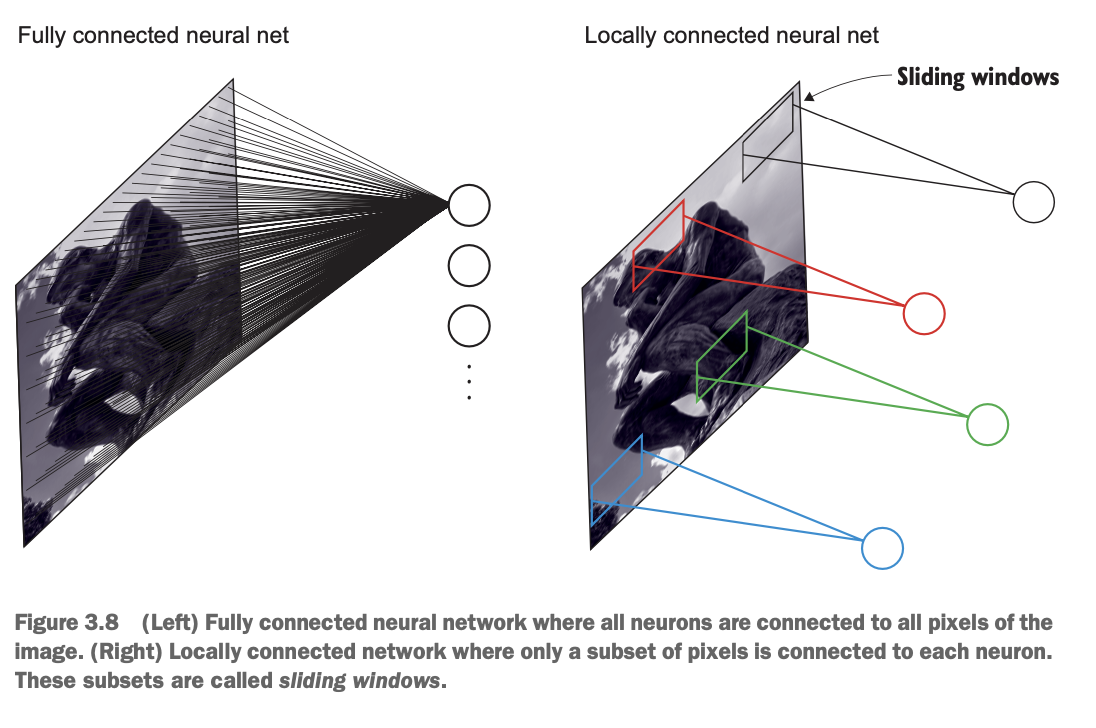 Fully connected neural net
Locally connected neural net
Sliding windows
Figure 3.8 (Left) Fully connected neural network where all neurons are connected to all pixels of the
image. (Right) Locally connected network where only a subset of pixels is connected to each neuron.
These subsets are called sliding windows.